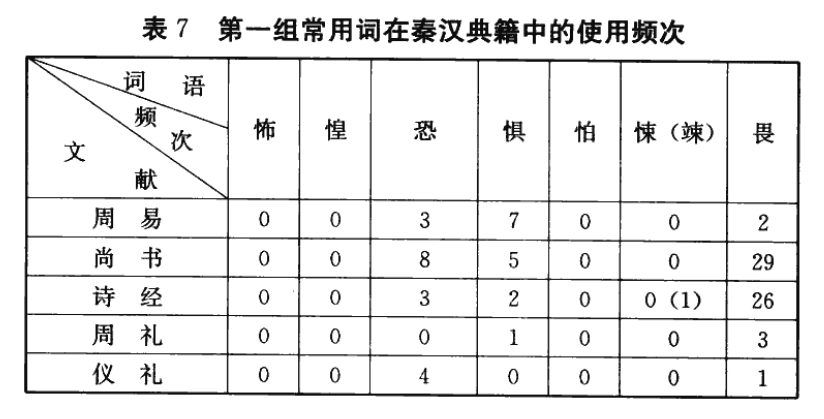 表7 第一组常用词在秦汉典籍中的使用频次
词语 频次 文献 怖 惶 恐 惧 怕 悚（竦） 畏
周易 0 0 3 7 0 0 2
尚书 0 0 8 5 0 0 29
诗经 0 0 3 2 0 0（1） 26
周礼 0 0 0 1 0 0 3
仪礼 0 0 4 0 0 0 1